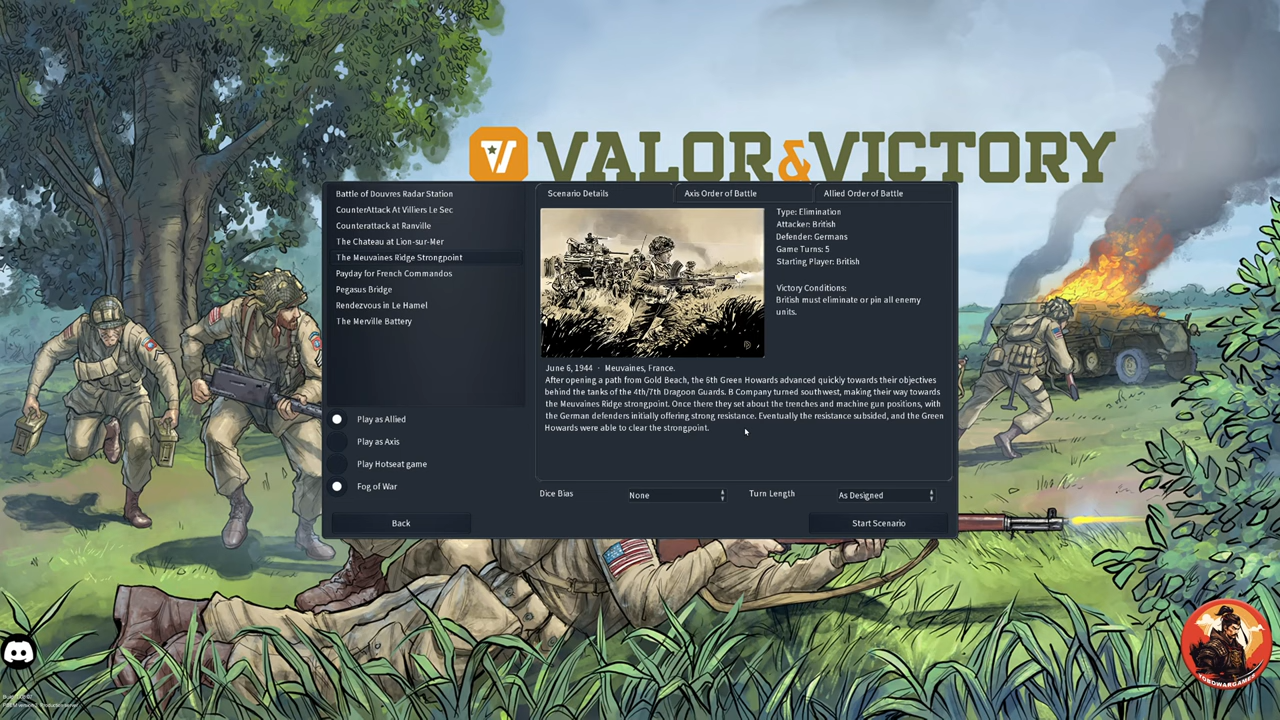 VALOR&VICTORY
Battle of Douvres Radar Station
CounterAttack At Villiers Le Sec
Counterattack at Ranville
The Chateau at Lion-sur-Mer
The Meuvaines Ridge Strongpoint
Payday for French Commandos
Pegasus Bridge
Rendezvous in Le Hamel
The Merville Battery
Play as Allied
Play as Axis
Play Hotseat game
Fog of War
Back
Scenario Details
Axis Order of Battle
Allied Order of Battle
Type: Elimination
Attacker: British
Defender: Germans
Game Turns: 5
Starting Player: British
Victory Conditions:
British must eliminate or pin all enemy
units.
June 6, 1944 - Meuvaines, France.
After opening a path from Gold Beach, the 6th Green Howards advanced quickly towards their objectives
behind the tanks of the 4th/7th Dragoon Guards. B Company turned southwest, making their way towards
the Meuvaines Ridge strongpoint. Once there they set about the trenches and machine gun positions, with
the German defenders initially offering strong resistance. Eventually the resistance subsided, and the Green
Howards were able to clear the strongpoint.
Dice Bias
None
Turn Length
As Designed
Start Scenario